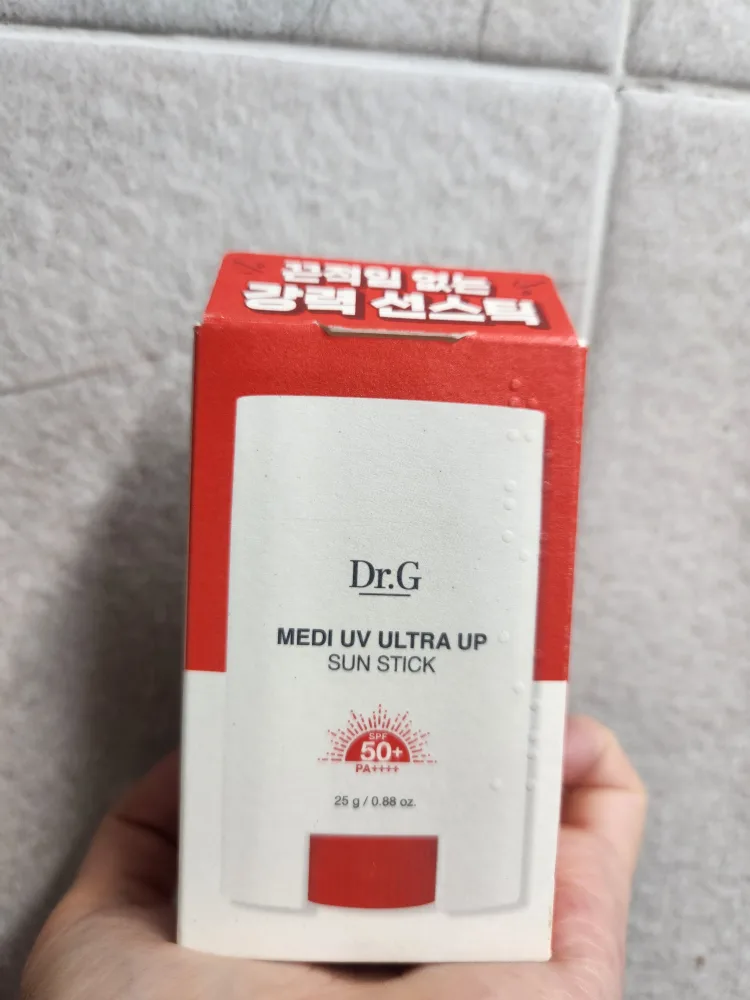 끈적임 없는
강력 선스틱
Dr.G
MEDI UV ULTRA UP
SUN STICK
SPF
50+
PA++++
25 g / 0.88 oz.